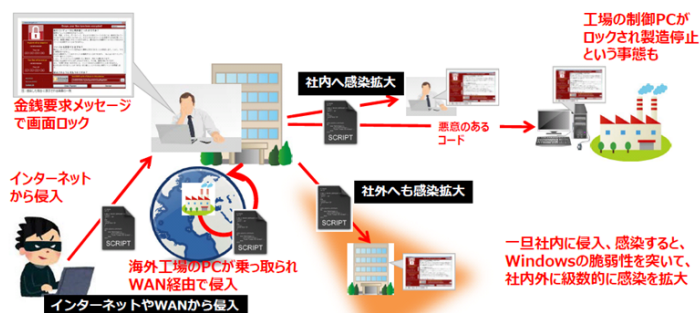 金銭要求メッセージ
で画面ロック
社内へ感染拡大
SCRIPT
悪意のある
コード
工場の制御PCが
ロックされ製造停止
という事態も
インターネット
から侵入
SCRIPT
SCRIPT
海外工場のPCが乗っ取られ
WAN経由で侵入
インターネットやWANから侵入
社外へも感染拡大
SCRIPT
一旦社内に侵入、感染すると、
Windowsの脆弱性を突いて、
社内外に級数的に感染を拡大